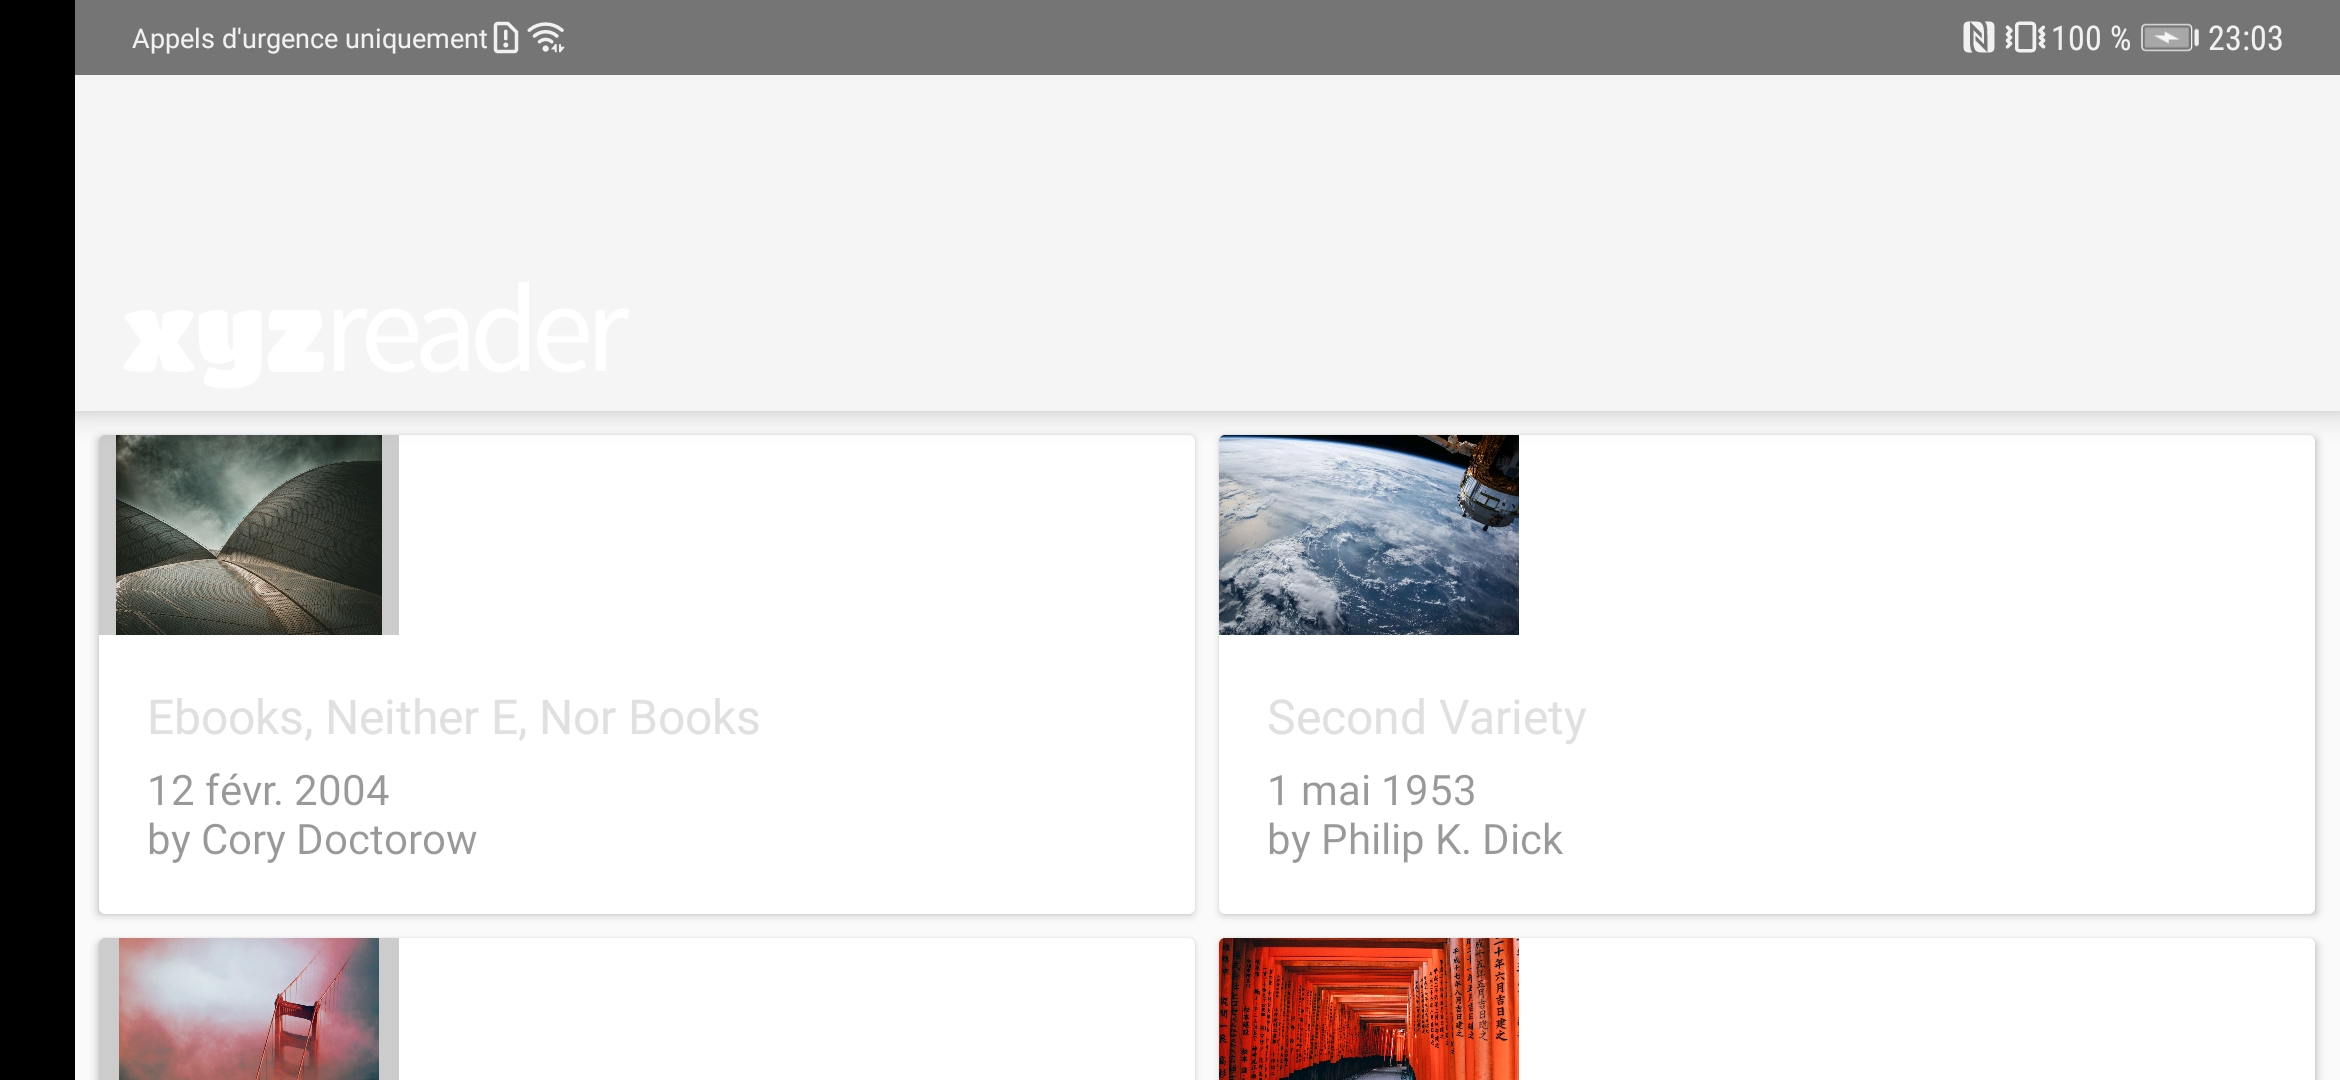 Appels d'urgence uniquement
100 % 23:03
xyzreader
Ebooks, Neither E, Nor Books
12 févr. 2004
by Cory Doctorow
Second Variety
1 mai 1953
by Philip K. Dick